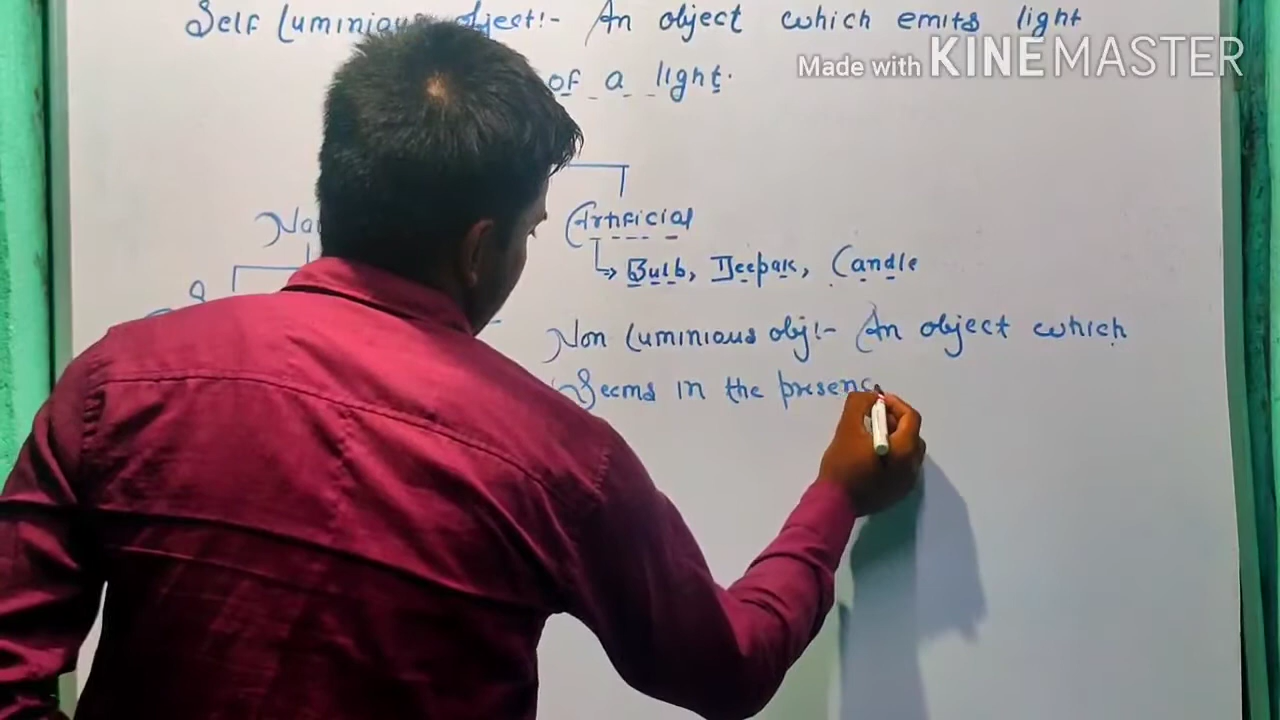 Self Luminious object:- An object which emits light
Made with KINEMASTER
of a light.
Artificial
Bulb, Deepak, Candle
Non Luminious obj:- An object which
Seems in the presenc